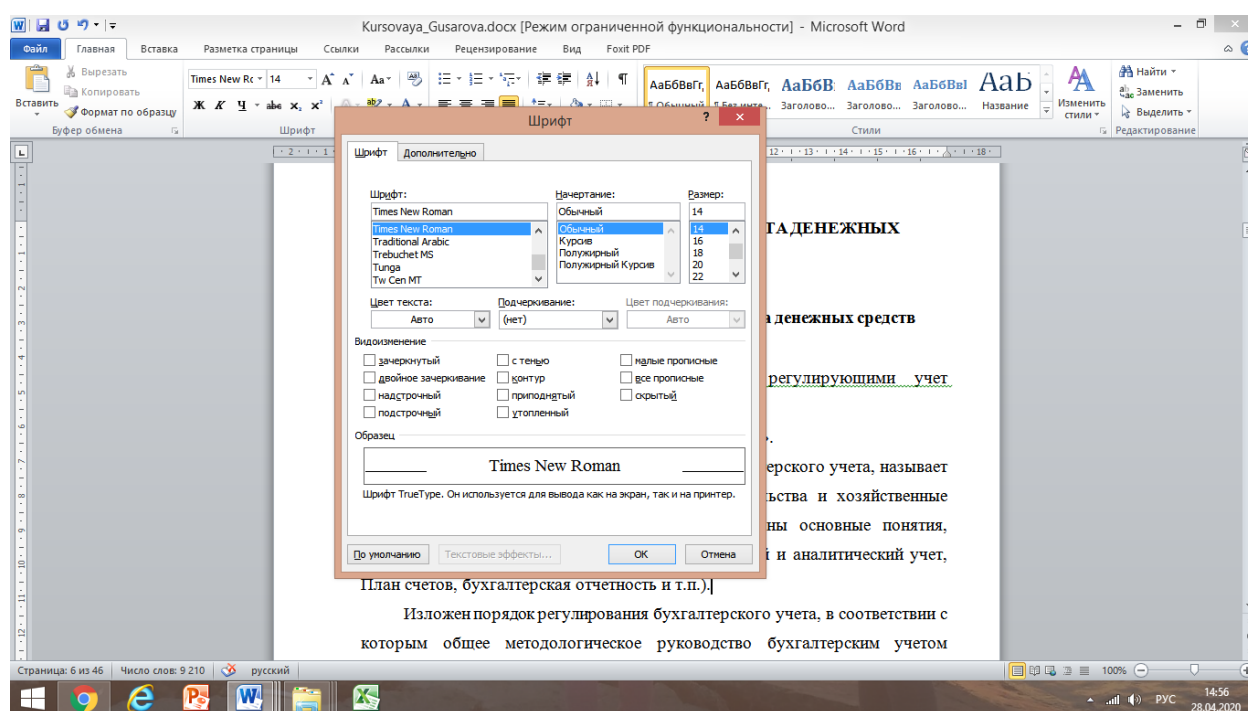 Kursovaya_Gusarova.docx [Режим ограниченной функциональности] - Microsoft Word
Файл Главная Вставка Разметка страницы Ссылки Рассылки Рецензирование Вид Foxit PDF
Вставить
Вырезать
Копировать
Формат по образцу
Буфер обмена
Times New Ro 14
Ж К Ч abc x₂ x²
Шрифт
АаБбВвГг, АаБбВвГг, АаБбВ АаБбВв АаБбВвІ АаЬ
Заголово... Заголово... Заголово... Название
Изменить стили
Стили
Найти
Заменить
Выделить
Редактирование
Шрифт ? ×
Шрифт Дополнительно
Шрифт: Начертание: Размер:
Times New Roman Обычный 14
Times New Roman Обычный 14
Traditional Arabic Курсив 16
Trebuchet MS Полужирный 18
Tunga Полужирный Курсив 20
Tw Cen MT 22
Цвет текста: Подчеркивание: Цвет подчеркивания:
Авто (нет) Авто
Видоизменение
зачеркнутый с тенью малые прописные
двойное зачеркивание контур все прописные
надстрочный приподнятый скрытый
подстрочный утопленный
Образец
Times New Roman
Шрифт TrueType. Он используется для вывода как на экран, так и на принтер.
По умолчанию Текстовые эффекты... ОК Отмена
ТА ДЕНЕЖНЫХ
а денежных средств
регулирующими учет
ерского учета, называет
ьства и хозяйственные
ны основные понятия,
й и аналитический учет,
План счетов, бухгалтерская отчетность и т.п.).
Изложен порядок регулирования бухгалтерского учета, в соответствии с
которым общее методологическое руководство бухгалтерским учетом
Страница: 6 из 46 Число слов: 9 210 русский 100%
РУС 14:56
28.04.2020